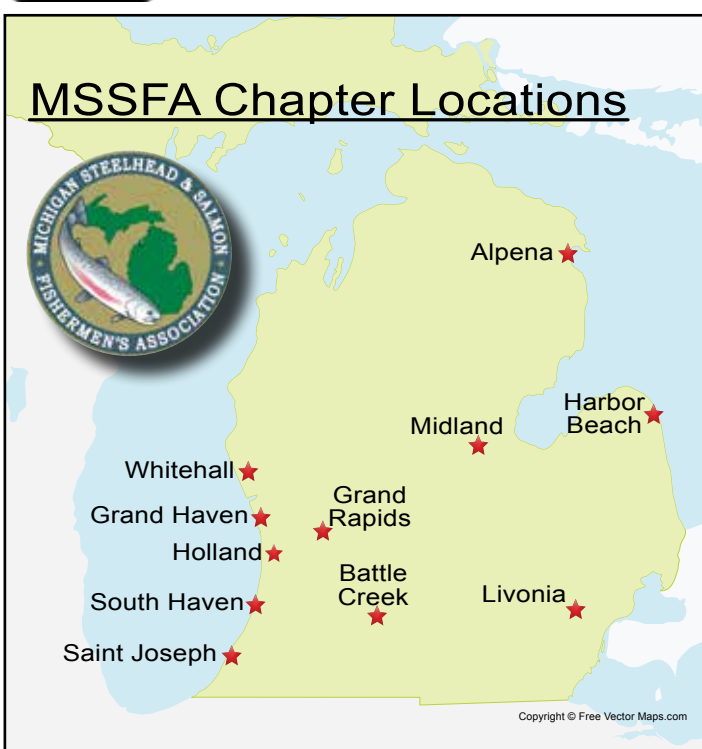 MSSFA Chapter Locations
MICHIGAN STEELHEAD & SALMON
FISHERMEN'S ASSOCIATION
Alpena
Harbor
Beach
Midland
Whitehall
Grand
Rapids
Grand Haven
Holland
Battle
Creek
South Haven
Livonia
Saint Joseph
Copyright © Free Vector Maps.com